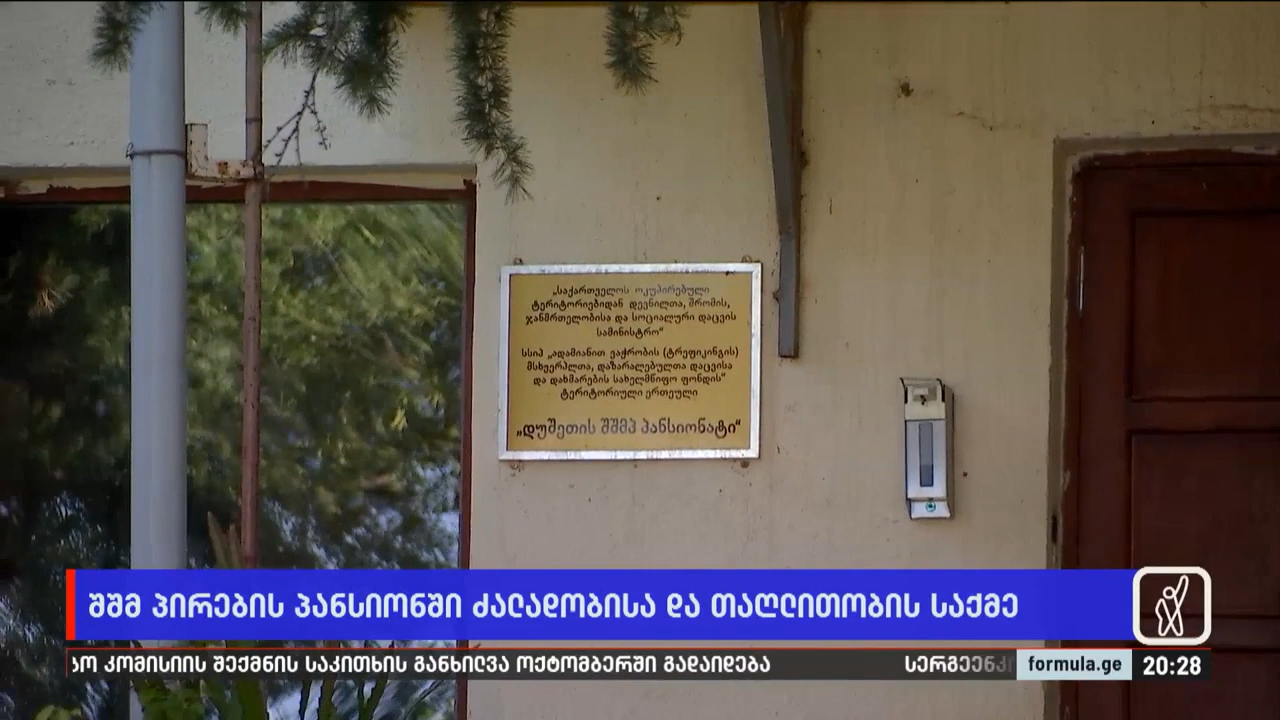 „საქართველოს ოკუპირებული
ტერიტორიებიდან დევნილთა, შრომის,
ჯანმრთელობისა და სოციალური დაცვის
სამინისტრო“
სსიპ „ადამიანით ვაჭრობის (ტრეფიკინგის)
მსხვერპლთა, დაზარალებულთა დაცვისა
და დახმარების სახელმწიფო ფონდის“
ტერიტორიული ერთეული
„დუშეთის შშმპ პანსიონატი“
შშმ პირების პანსიონში ძალადობისა და თაღლითობის საქმე
კომისიის შექმნის საკითხის განხილვა ოქტომბერში გადაიდება
formula.ge 20:28